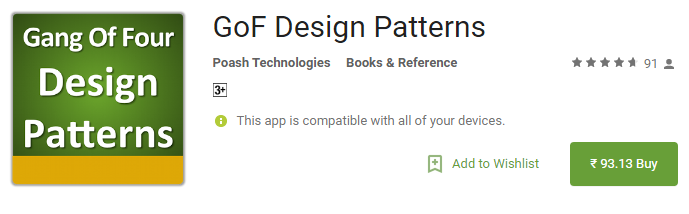 Gang Of Four
Design
Patterns
GoF Design Patterns
Poash Technologies Books & Reference
91
3+
This app is compatible with all of your devices.
Add to Wishlist
₹ 93.13 Buy